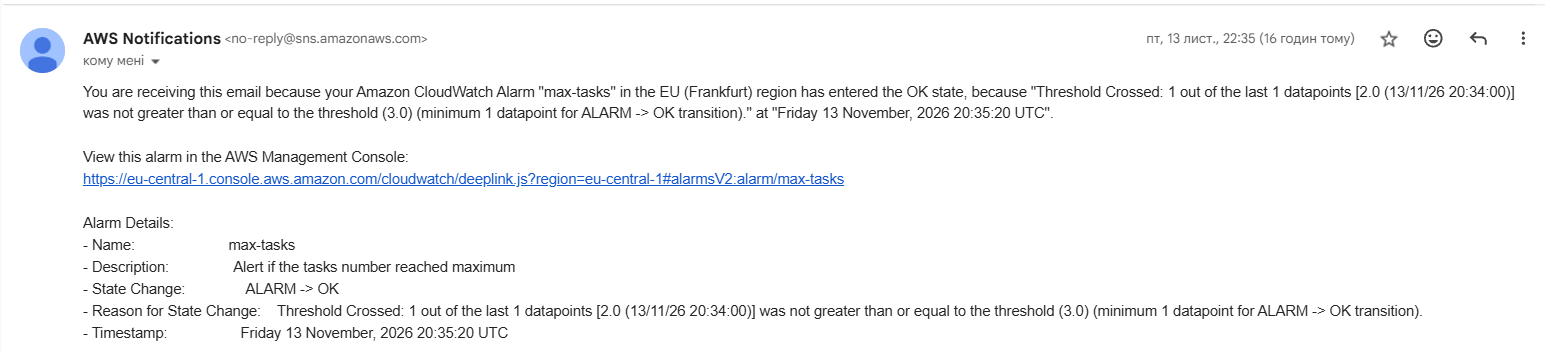 AWS Notifications <no-reply@sns.amazonaws.com>
пт, 13 лист., 22:35 (16 годин тому)
кому мені
You are receiving this email because your Amazon CloudWatch Alarm "max-tasks" in the EU (Frankfurt) region has entered the OK state, because "Threshold Crossed: 1 out of the last 1 datapoints [2.0 (13/11/26 20:34:00)]
was not greater than or equal to the threshold (3.0) (minimum 1 datapoint for ALARM -> OK transition)." at "Friday 13 November, 2026 20:35:20 UTC".
View this alarm in the AWS Management Console:
https://eu-central-1.console.aws.amazon.com/cloudwatch/deeplink.js?region=eu-central-1#alarmsV2:alarm/max-tasks
Alarm Details:
- Name: max-tasks
- Description: Alert if the tasks number reached maximum
- State Change: ALARM -> OK
- Reason for State Change: Threshold Crossed: 1 out of the last 1 datapoints [2.0 (13/11/26 20:34:00)] was not greater than or equal to the threshold (3.0) (minimum 1 datapoint for ALARM -> OK transition).
- Timestamp: Friday 13 November, 2026 20:35:20 UTC